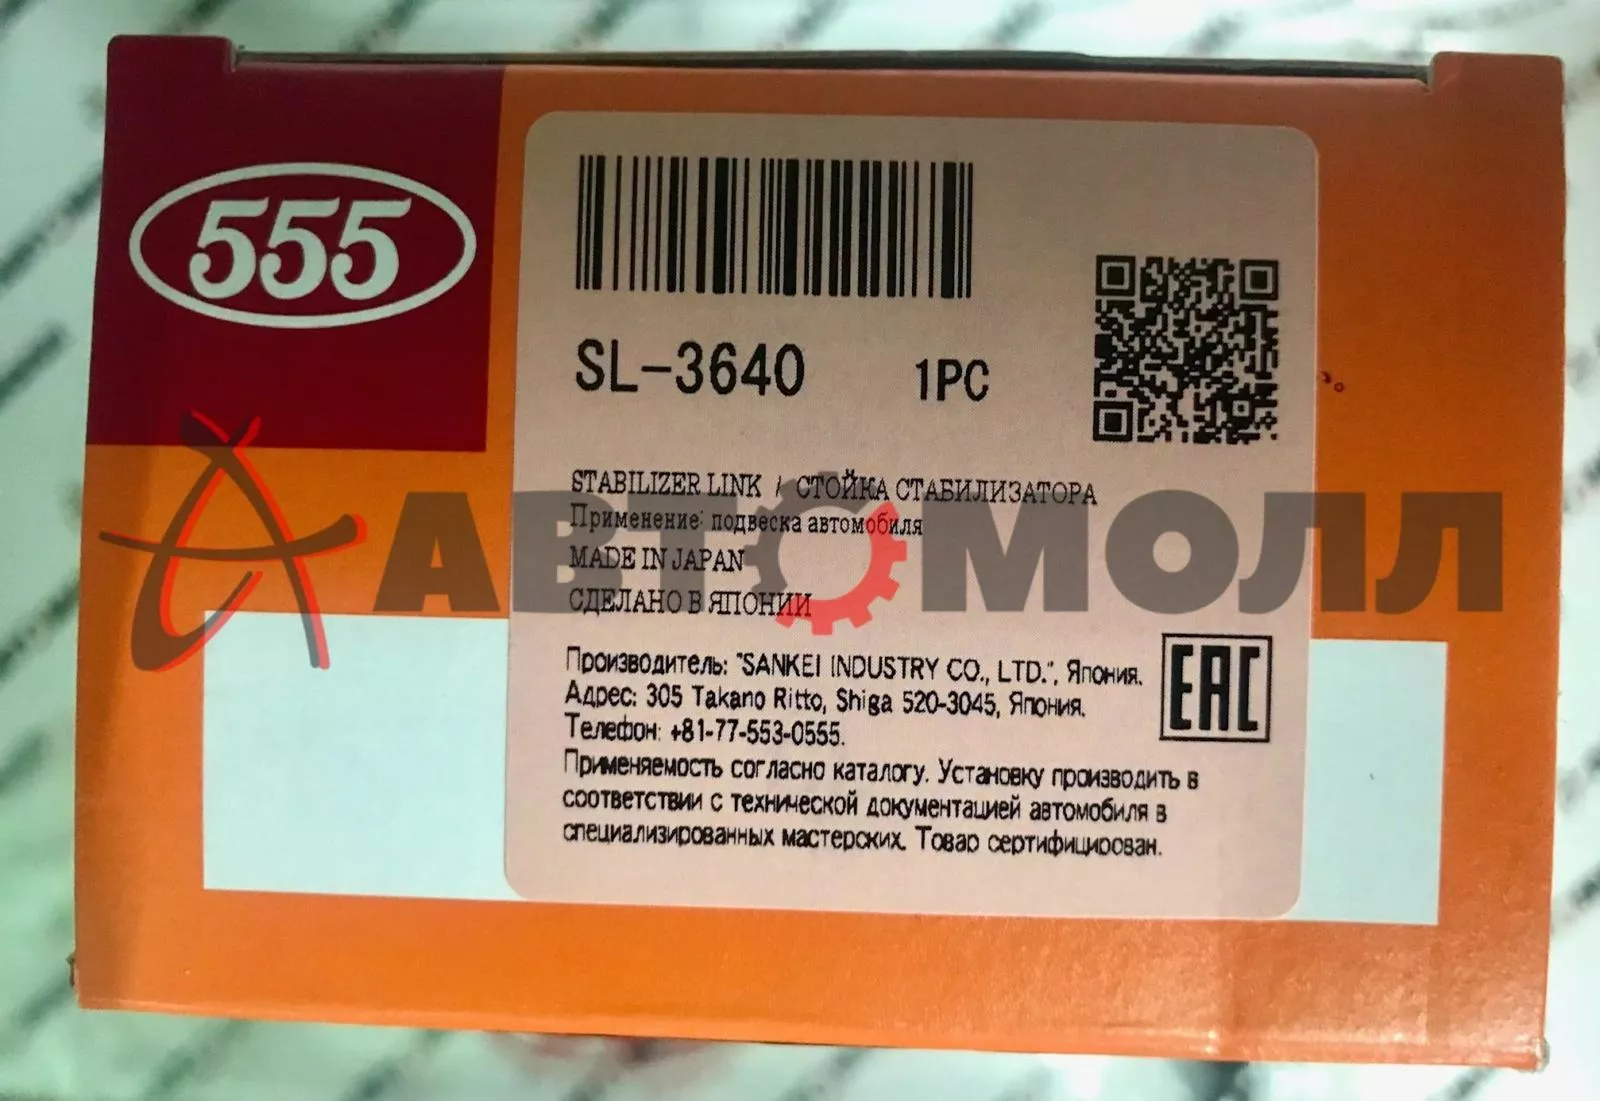 555
SL-3640 1PC
STABILIZER LINK / СТОЙКА СТАБИЛИЗАТОРА
Применение: подвеска автомобиля
АВТОМОЛЛ
MADE IN JAPAN
СДЕЛАНО В ЯПОНИИ
Производитель: "SANKEI INDUSTRY CO., LTD.", Япония.
Адрес: 305 Takano Ritto, Shiga 520-3045, Япония.
Телефон: +81-77-553-0555.
EAC
Применяемость согласно каталогу. Установку производить в
соответствии с технической документацией автомобиля в
специализированных мастерских. Товар сертифицирован.